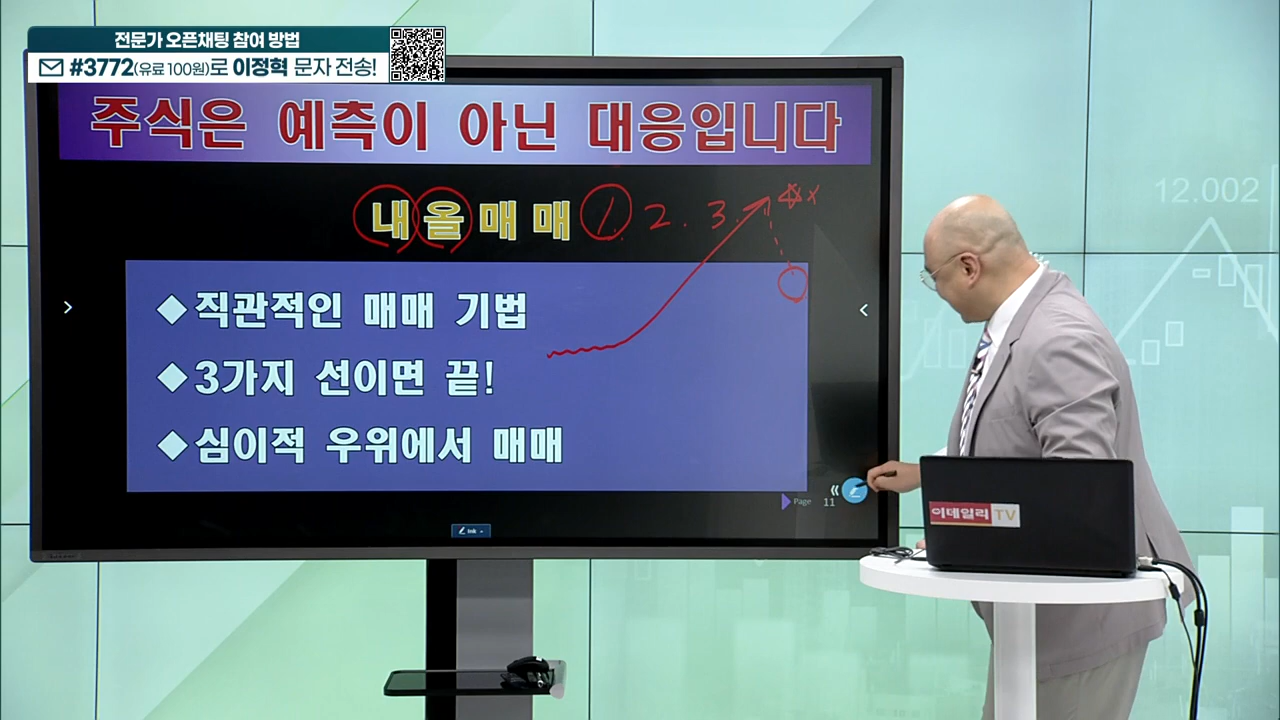 전문가 오픈채팅 참여 방법
#3772(유료 100원)로 이정혁 문자 전송!
주식은 예측이 아닌 대응입니다
내올매매 1. 2. 3.
◆직관적인 매매 기법
◆3가지 선이면 끝!
◆심이적 우위에서 매매
Page 11
Ink
이데일리TV
12.002